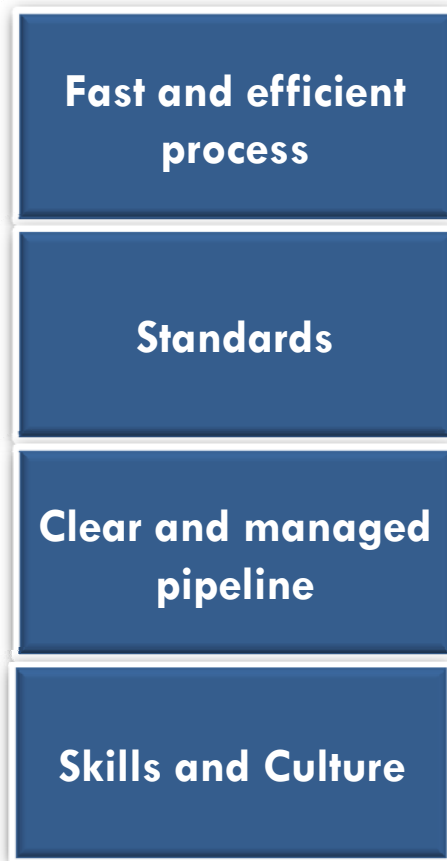 Fast and efficient
process
Standards
Clear and managed
pipeline
Skills and Culture